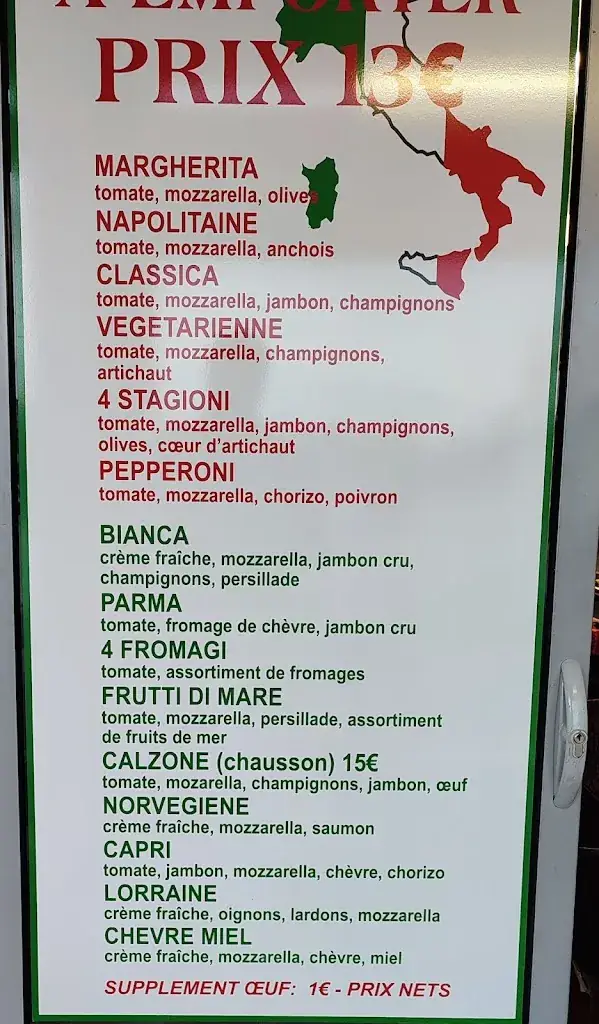 A EMPORTER
PRIX 13€
MARGHERITA
tomate, mozzarella, olives
NAPOLITAINE
tomate, mozzarella, anchois
CLASSICA
tomate, mozzarella, jambon, champignons
VEGETARIENNE
tomate, mozzarella, champignons,
artichaut
4 STAGIONI
tomate, mozzarella, jambon, champignons,
olives, cœur d'artichaut
PEPPERONI
tomate, mozzarella, chorizo, poivron
BIANCA
crème fraîche, mozzarella, jambon cru,
champignons, persillade
PARMA
tomate, fromage de chèvre, jambon cru
4 FROMAGI
tomate, assortiment de fromages
FRUTTI DI MARE
tomate, mozzarella, persillade, assortiment
de fruits de mer
CALZONE (chausson) 15€
tomate, mozarella, champignons, jambon, œuf
NORVEGIENE
crème fraîche, mozzarella, saumon
CAPRI
tomate, jambon, mozzarella, chèvre, chorizo
LORRAINE
crème fraîche, oignons, lardons, mozzarella
CHEVRE MIEL
crème fraîche, mozzarella, chèvre, miel
SUPPLEMENT ŒUF: 1€ - PRIX NETS